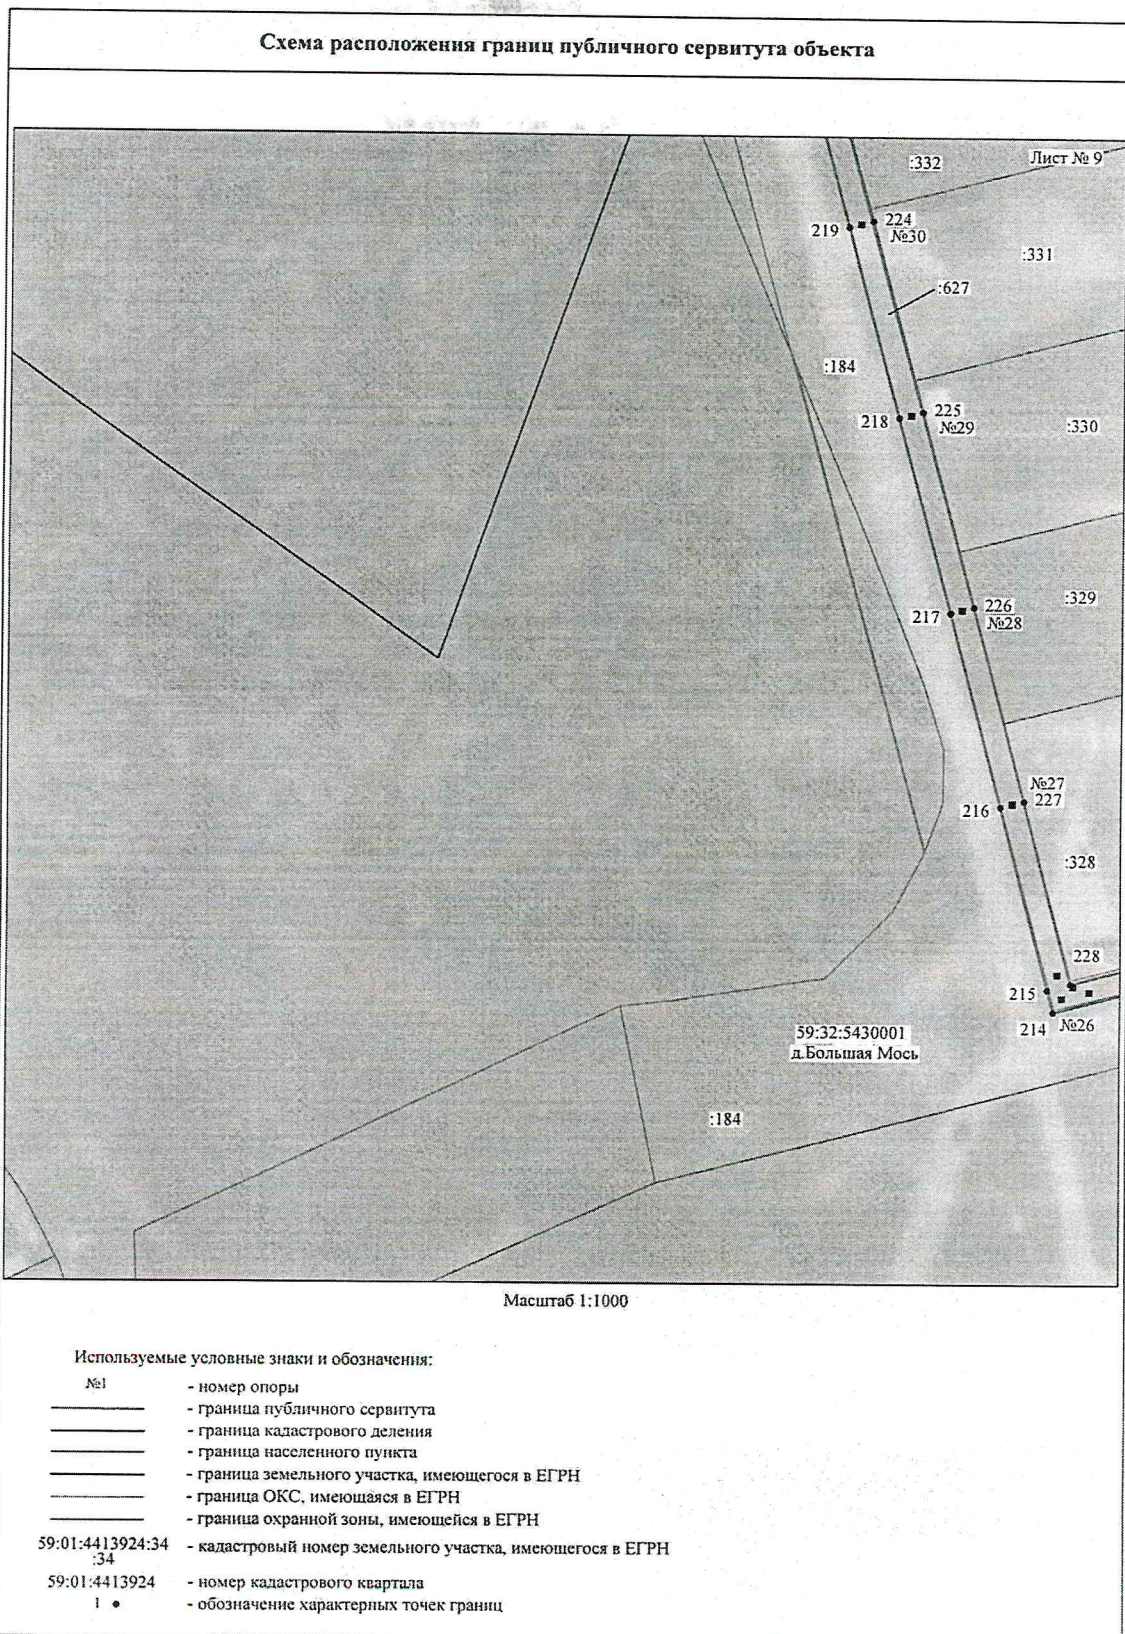 Схема расположения границ публичного сервитута объекта
:332
Лист № 9
219
224
№30
:331
:627
:184
218
225
№29
:330
217
226
№28
:329
№27
227
216
:328
228
215
214
№26
59:32:5430001
д.Большая Мось
:184
Масштаб 1:1000
Используемые условные знаки и обозначения:
№1 - номер опоры
- граница публичного сервитута
- граница кадастрового деления
- граница населенного пункта
- граница земельного участка, имеющегося в ЕГРН
- граница ОКС, имеющаяся в ЕГРН
- граница охранной зоны, имеющейся в ЕГРН
59:01:4413924:34 - кадастровый номер земельного участка, имеющегося в ЕГРН
:34
59:01:4413924 - номер кадастрового квартала
1 ● - обозначение характерных точек границ